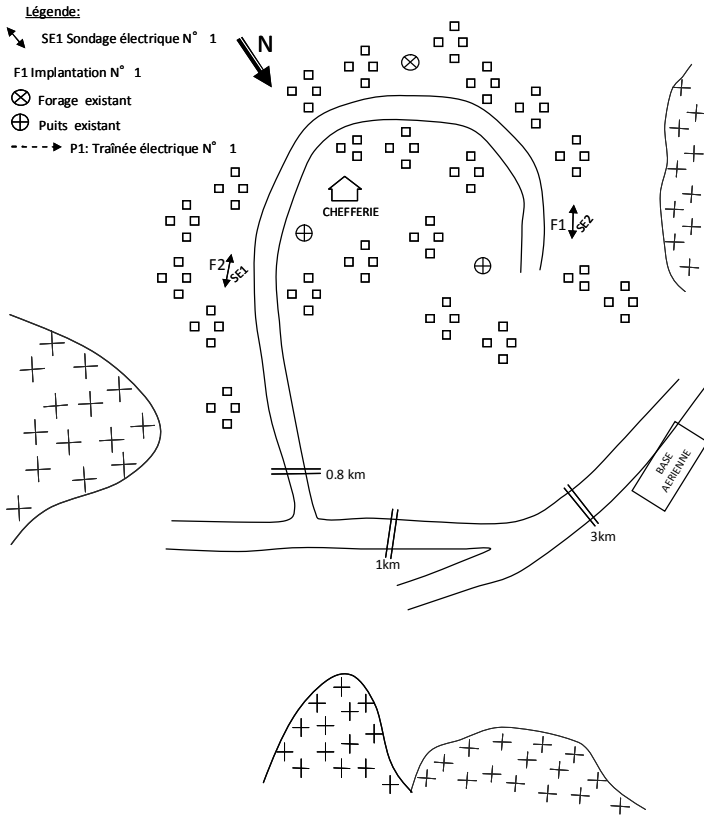 Légende:
SE1 Sondage électrique N° 1
F1 Implantation N° 1
Forage existant
Puits existant
P1: Traînée électrique N° 1
N
CHEFFERIE
F1
SE2
F2
SE1
0.8 km
BASE
AERIENNE
1km
3km